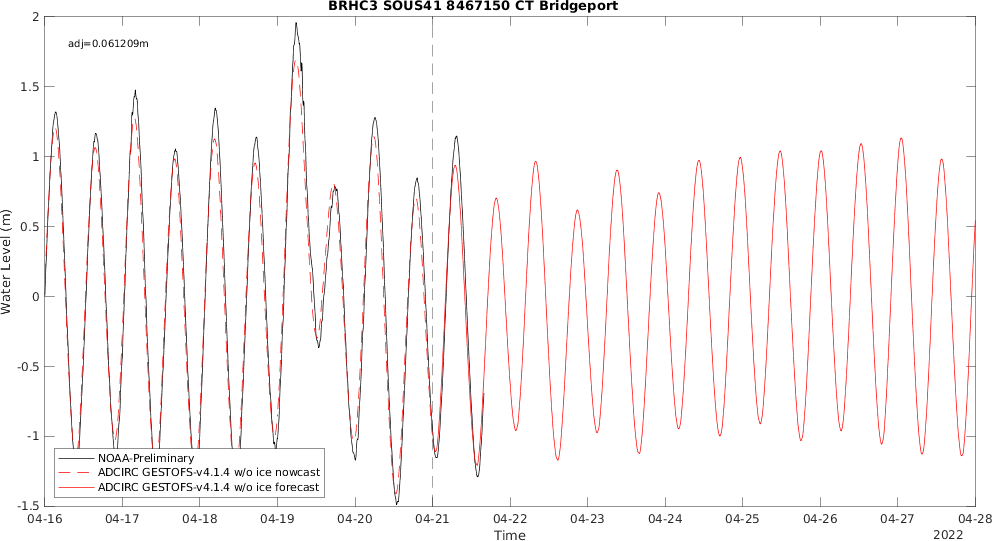 BRHC3 SOUS41 8467150 CT Bridgeport
adj=0.061209m
2
1.5
1
0.5
0
-0.5
-1
-1.5
Water Level (m)
NOAA-Preliminary
ADCIRC GESTOFS-v4.1.4 w/o ice nowcast
ADCIRC GESTOFS-v4.1.4 w/o ice forecast
04-16 04-17 04-18 04-19 04-20 04-21 04-22 04-23 04-24 04-25 04-26 04-27 04-28
Time
2022